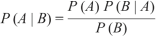 P(A | B) = P(A) P(B | A) / P(B)